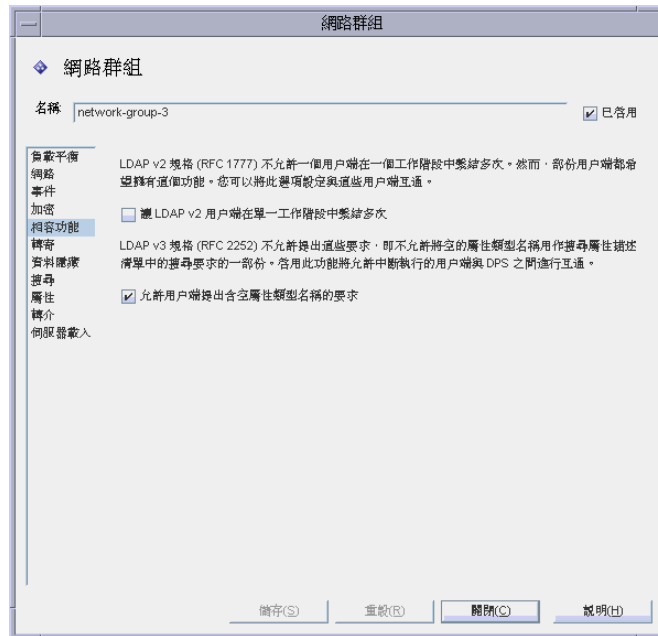 網路群組
網路群組
名稱
network-group-3
已啓用
負載平衡
網路
事件
加密
相容功能
轉寄
資料隱瞞
搜尋
屬性
轉介
伺服器載入
LDAP v2 規格 (RFC 1777) 不允許一個用户端在一個工作階段中繫結多次。然而，部份用户端都希
望擁有這個功能。您可以將此選項設定與這些用户端互通。
讓 LDAP v2 用户端在單一工作階段中繫結多次
LDAP v3 規格 (RFC 2252) 不允許提出這些要求，即不允許將空的屬性類型名稱用作搜尋屬性描述
清單中的搜尋要求的一部份。啓用此功能將允許中斷執行的用户端與 DPS 之間進行互通。
允許用户端提出含空屬性類型名稱的要求
儲存(S)
重設(R)
關閉(C)
說明(H)